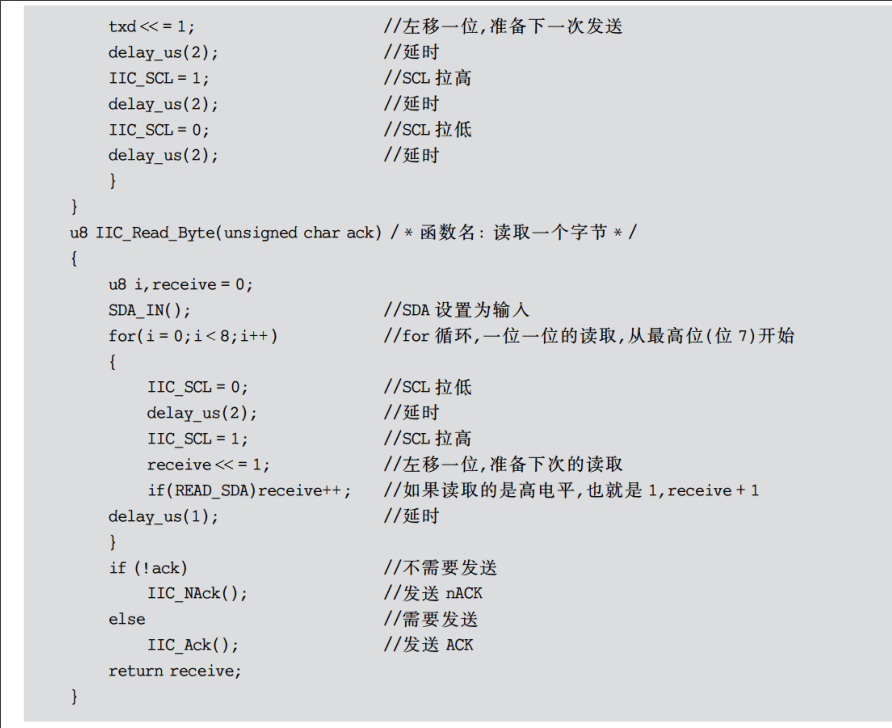 txd<<=1; //左移一位,准备下一次发送
delay_us(2); //延时
IIC_SCL=1; //SCL 拉高
delay_us(2); //延时
IIC_SCL=0; //SCL 拉低
delay_us(2); //延时
}
}
u8 IIC_Read_Byte(unsigned char ack) /* 函数名: 读取一个字节 */
{
u8 i,receive=0;
SDA_IN(); //SDA 设置为输入
for(i=0;i<8;i++) //for 循环,一位一位的读取,从最高位(位 7)开始
{
IIC_SCL=0; //SCL 拉低
delay_us(2); //延时
IIC_SCL=1; //SCL 拉高
receive<<=1; //左移一位,准备下次的读取
if(READ_SDA)receive++; //如果读取的是高电平,也就是 1,receive+1
delay_us(1); //延时
}
if (!ack) //不需要发送
IIC_NAck(); //发送 nACK
else //需要发送
IIC_Ack(); //发送 ACK
return receive;
}